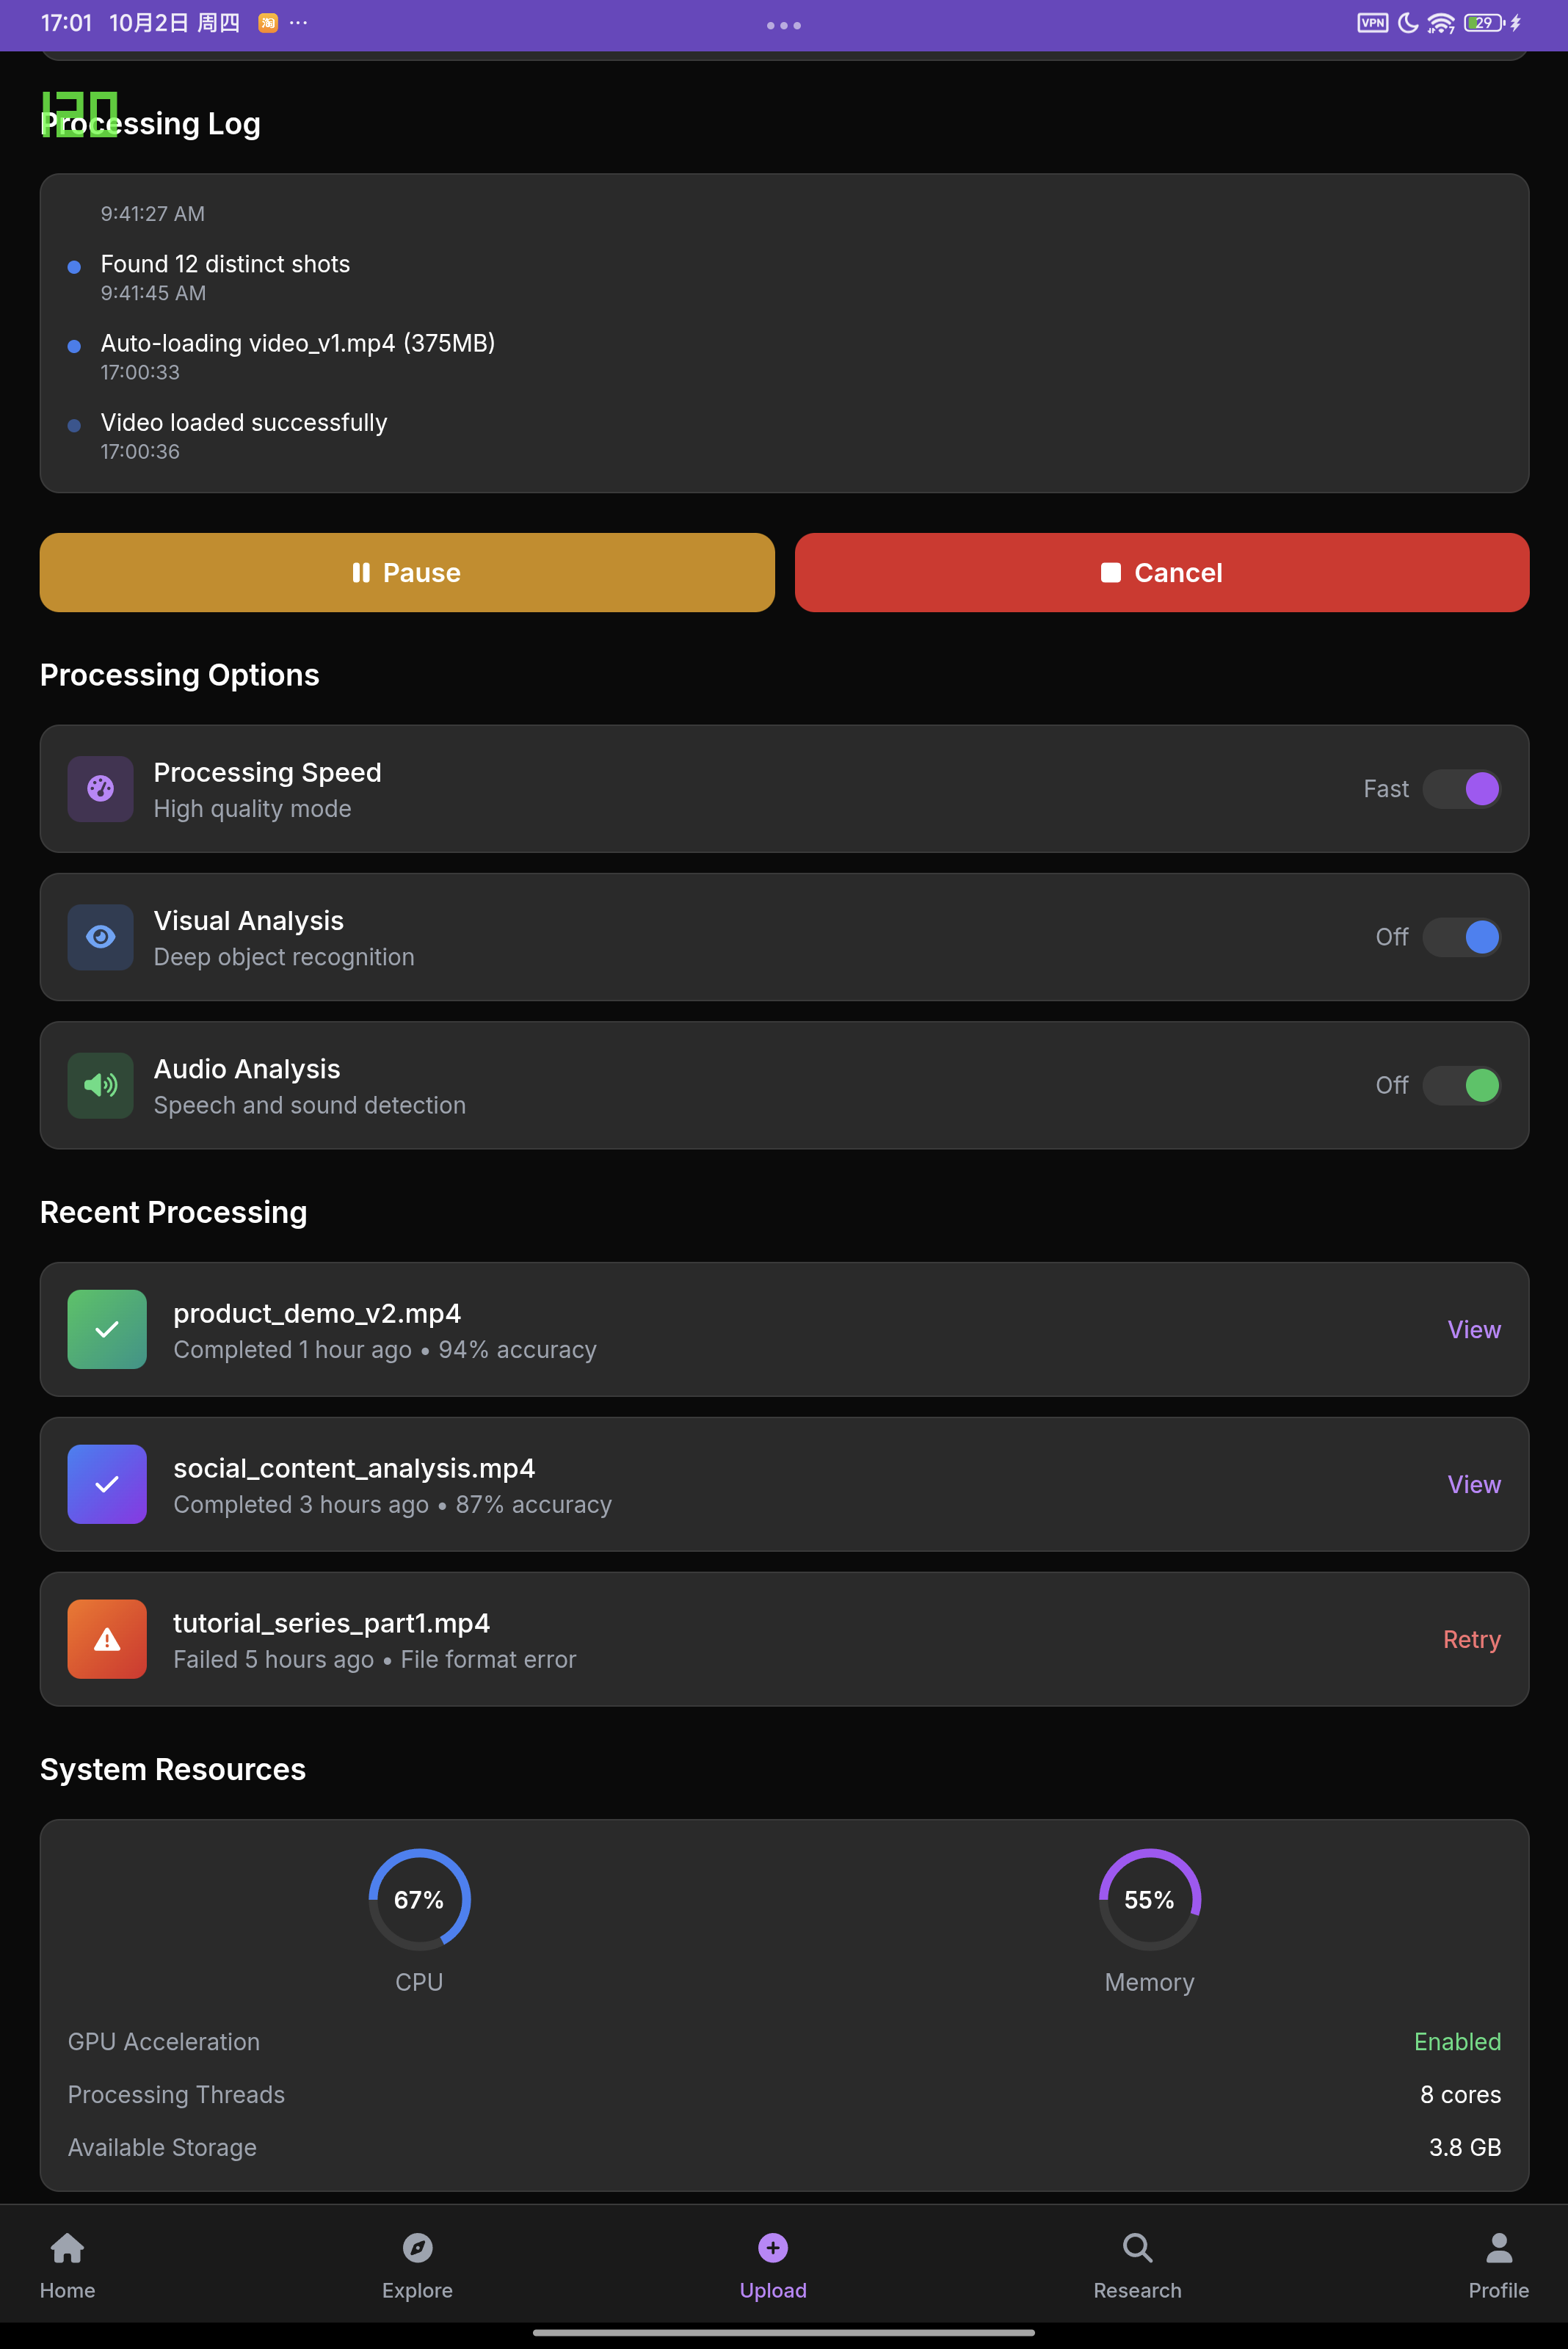 17:01 10月2日 周四 淘 ...
VPN 7 29
120
Processing Log
9:41:27 AM
Found 12 distinct shots
9:41:45 AM
Auto-loading video_v1.mp4 (375MB)
17:00:33
Video loaded successfully
17:00:36
Pause
Cancel
Processing Options
Processing Speed
High quality mode
Fast
Visual Analysis
Deep object recognition
Off
Audio Analysis
Speech and sound detection
Off
Recent Processing
product_demo_v2.mp4
Completed 1 hour ago • 94% accuracy
View
social_content_analysis.mp4
Completed 3 hours ago • 87% accuracy
View
tutorial_series_part1.mp4
Failed 5 hours ago • File format error
Retry
System Resources
67%
CPU
55%
Memory
GPU Acceleration
Enabled
Processing Threads
8 cores
Available Storage
3.8 GB
Home
Explore
Upload
Research
Profile